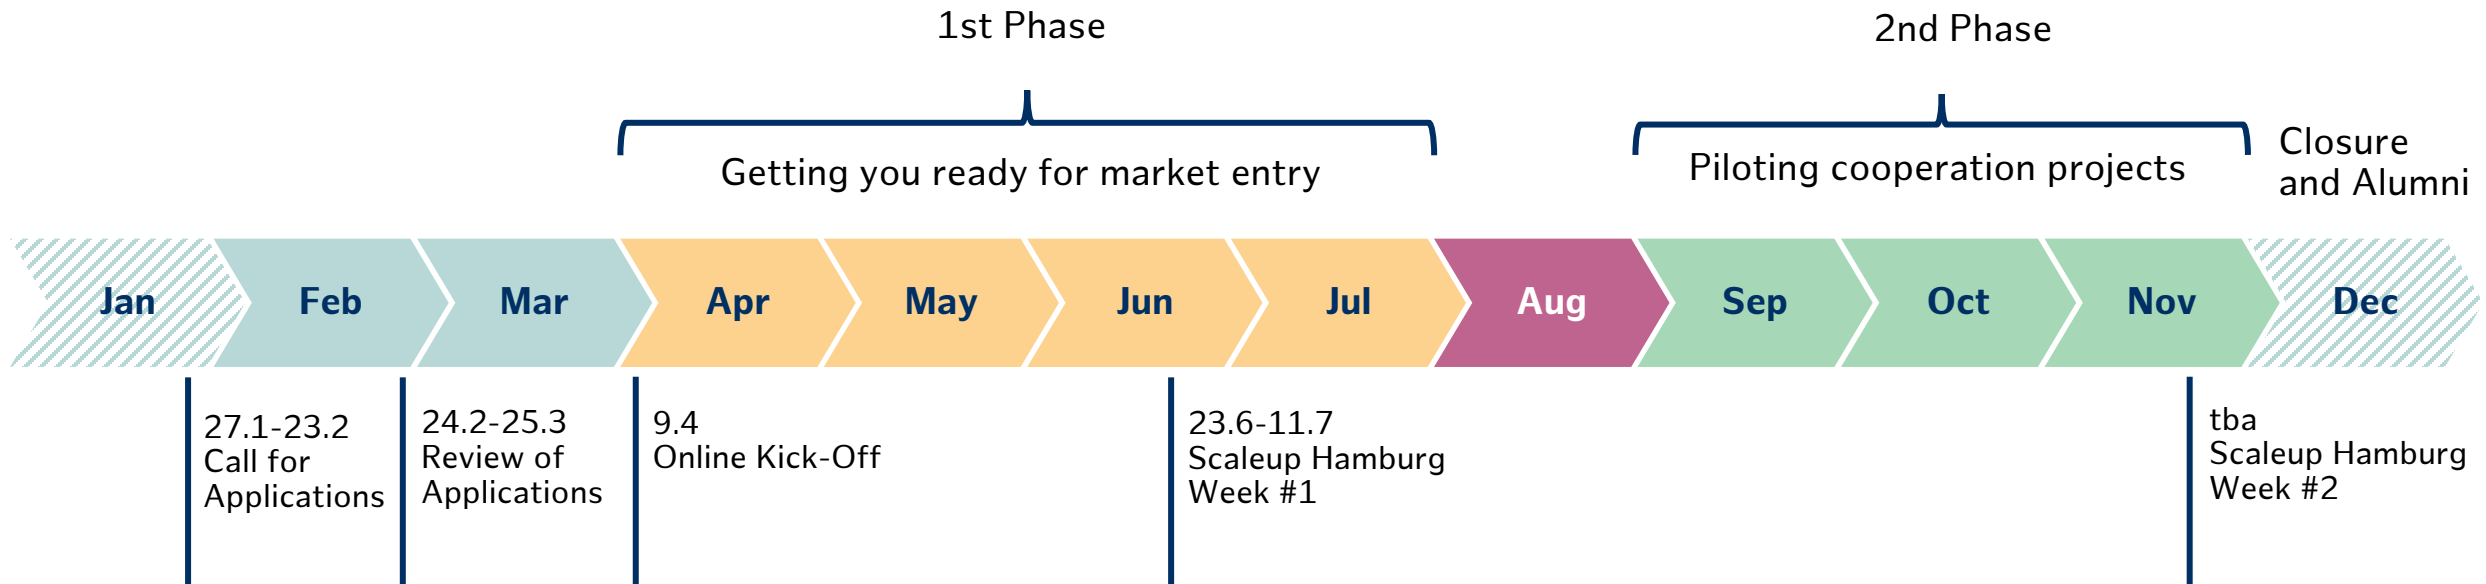 1st Phase
2nd Phase
Getting you ready for market entry
Piloting cooperation projects
Closure
and Alumni
Jan
Feb
Mar
Apr
May
Jun
Jul
Aug
Sep
Oct
Nov
Dec
27.1-23.2
Call for
Applications
24.2-25.3
Review of
Applications
9.4
Online Kick-Off
23.6-11.7
Scaleup Hamburg
Week #1
tba
Scaleup Hamburg
Week #2